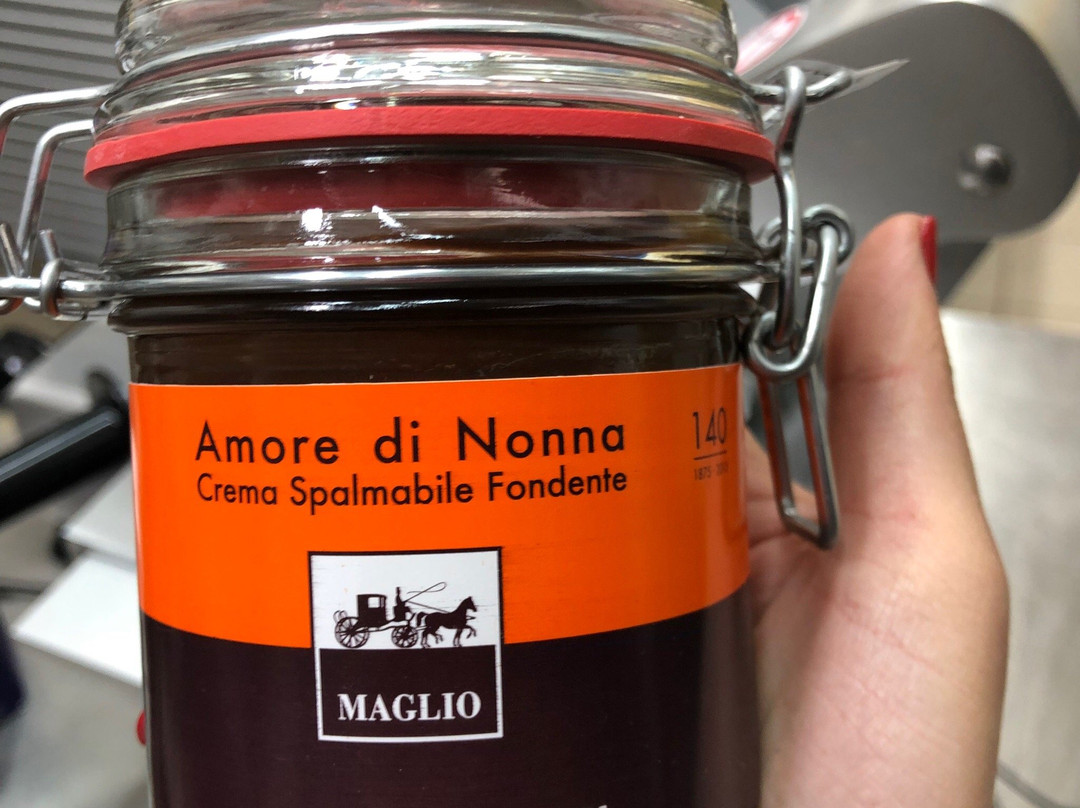 Amore di Nonna
140
Crema Spalmabile Fondente
MAGLIO